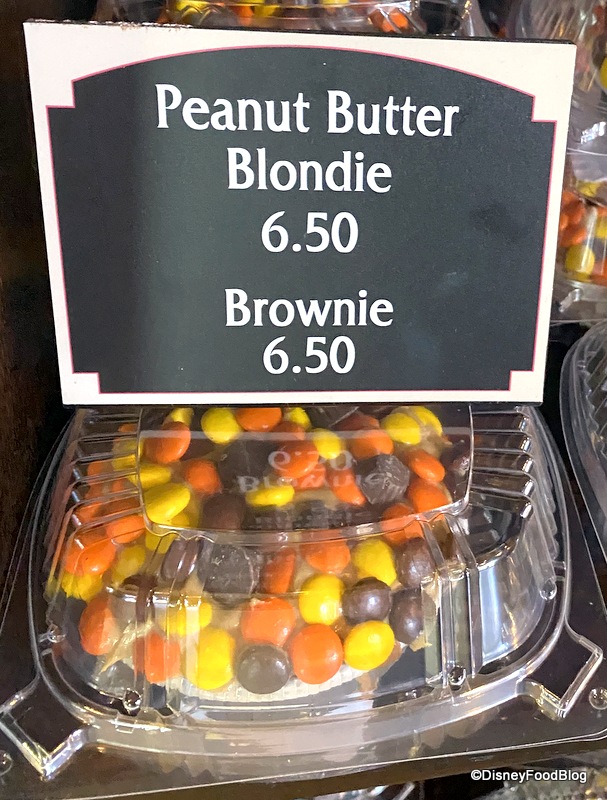 Peanut Butter
Blondie
6.50
Brownie
6.50
©DisneyFoodBlog